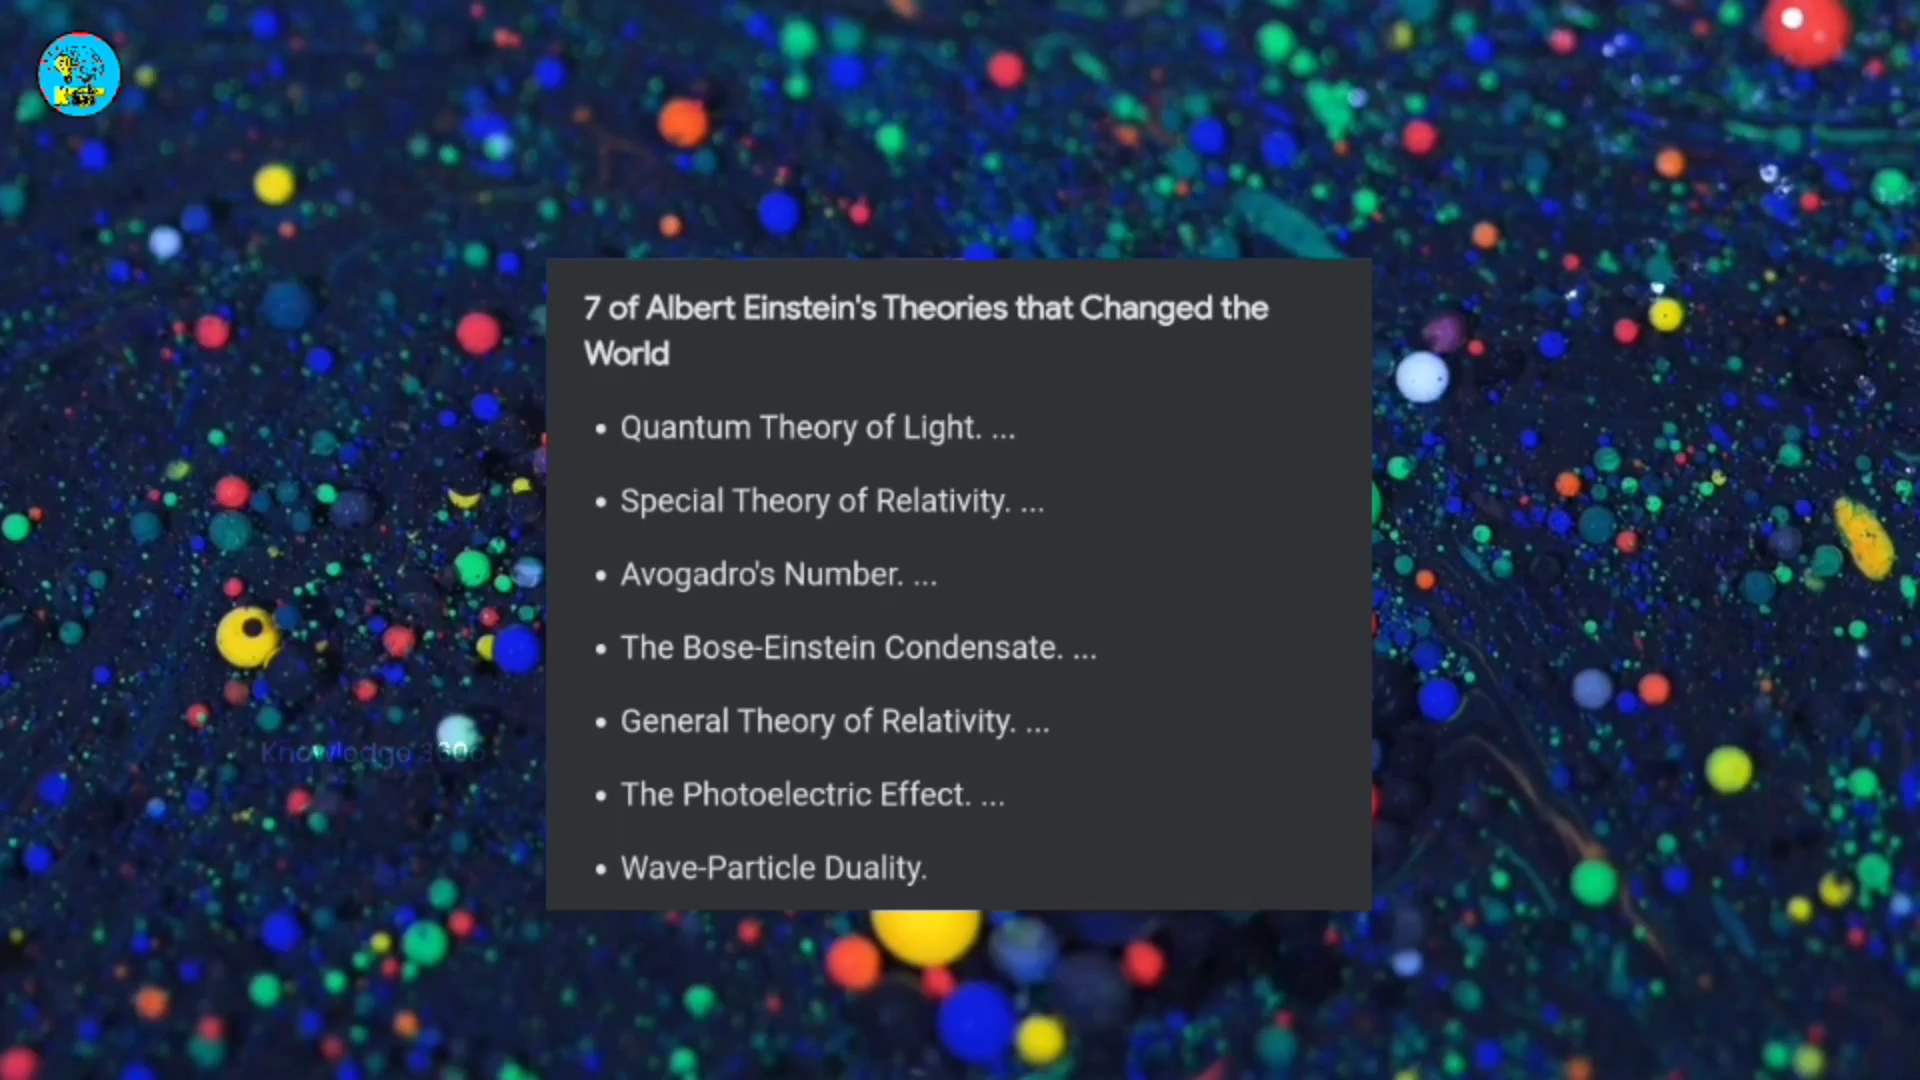 7 of Albert Einstein's Theories that Changed the
World
• Quantum Theory of Light. ...
• Special Theory of Relativity. ...
• Avogadro's Number. ...
• The Bose-Einstein Condensate. ...
• General Theory of Relativity. ...
• The Photoelectric Effect. ...
• Wave-Particle Duality.
Knowledge